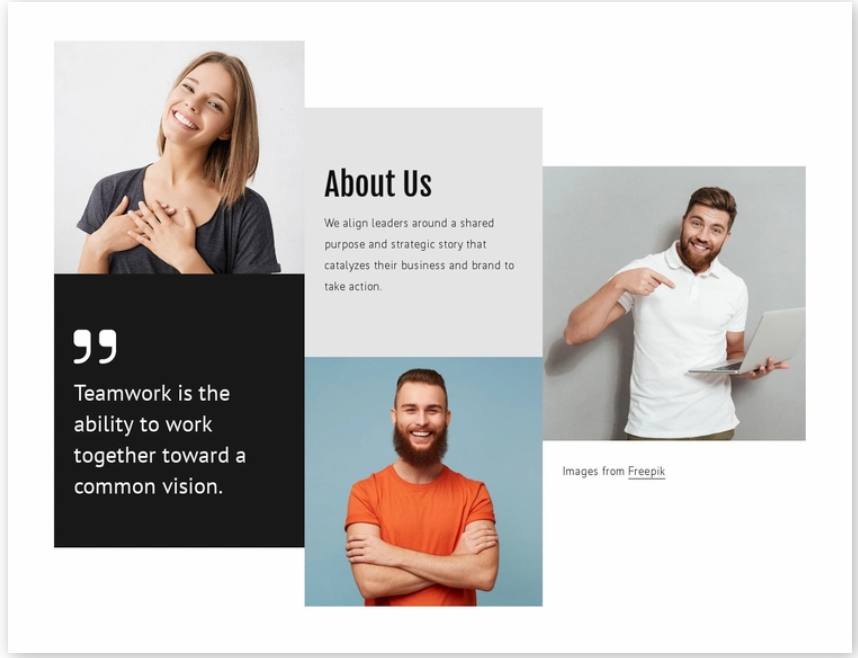 About Us
We align leaders around a shared
purpose and strategic story that
catalyzes their business and brand to
take action.
”
Teamwork is the
ability to work
together toward a
common vision.
Images from Freepik